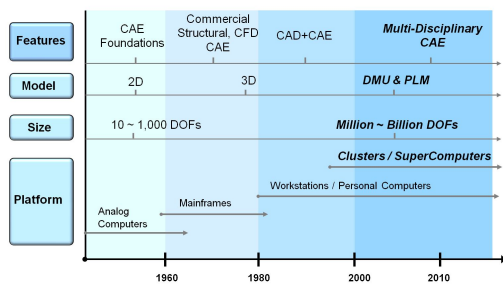 Features
CAE
Foundations
Commercial
Structural, CFD
CAE
CAD+CAE
Multi-Disciplinary
CAE
Model
2D
3D
DMU & PLM
Size
10 ~ 1,000 DOFs
Million ~ Billion DOFs
Platform
Clusters / SuperComputers
Workstations / Personal Computers
Mainframes
Analog
Computers
1960
1980
2000
2010